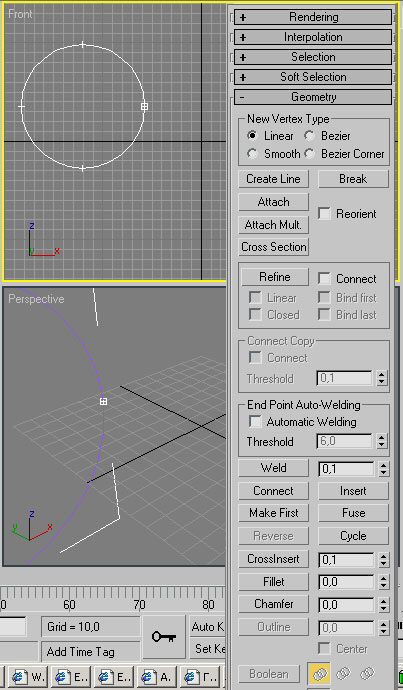 Front
z
x
Perspective
z
y
x
+ Rendering
+ Interpolation
+ Selection
+ Soft Selection
- Geometry
New Vertex Type
Linear Bezier
Smooth Bezier Corner
Create Line Break
Attach
Reorient
Attach Mult.
Cross Section
Refine Connect
Linear Bind first
Closed Bind last
Connect Copy
Connect
Threshold 0,1
End Point Auto-Welding
Automatic Welding
Threshold 6,0
Weld 0,1
Connect Insert
Make First Fuse
Reverse Cycle
CrossInsert 0,1
Fillet 0,0
Chamfer 0,0
Outline 0,0
Center
Boolean
0 60 70 80
Grid = 10,0
Auto K
Add Time Tag
Set Ke
W. E.. E.. A. Г..